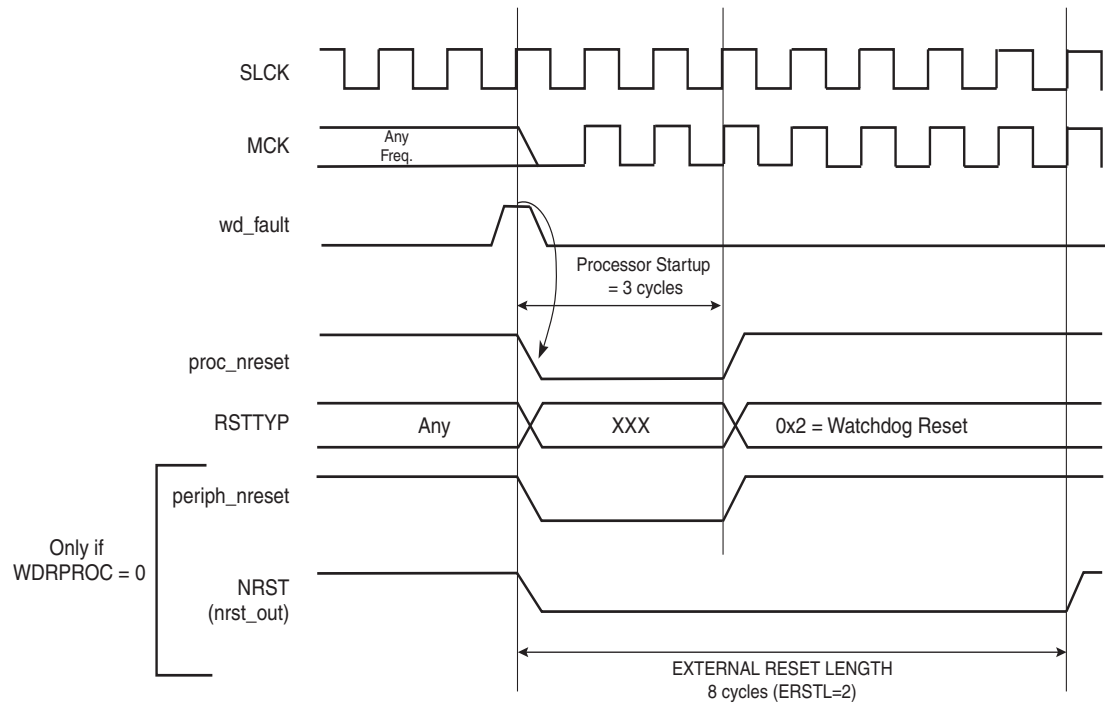 SLCK
MCK
Any
Freq.
wd_fault
Processor Startup
= 3 cycles
proc_nreset
RSTTYP
Any
XXX
0x2 = Watchdog Reset
periph_nreset
Only if
WDRPROC = 0
NRST
(nrst_out)
EXTERNAL RESET LENGTH
8 cycles (ERSTL=2)